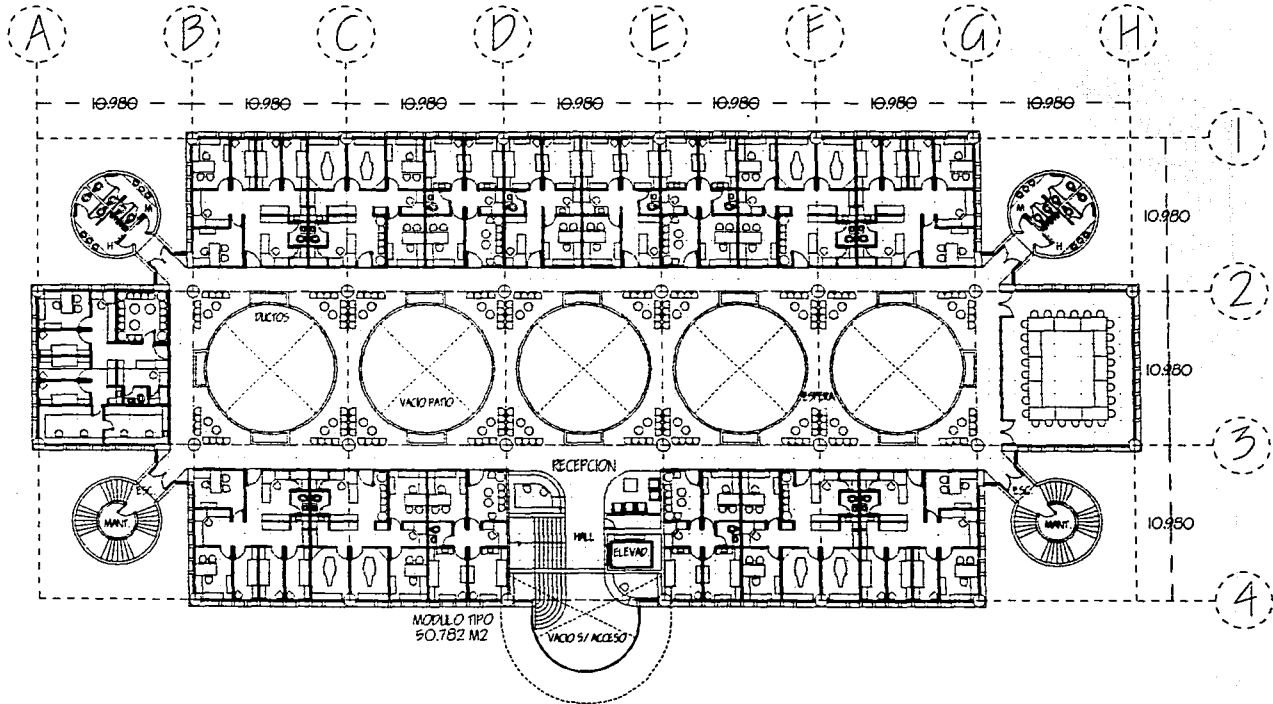 A B C D E F G H
10.980 10.980 10.980 10.980 10.980 10.980 10.980
1
10.980
H H
2
DUCTOS
10.980
VACIO PATIO
ESPERA
3
RECEPCION
ESC. ESC.
MANT. MANT.
10.980
HALL
ELEVAD.
4
MODULO TIPO
50.782 M2
VACIO S/ ACCESO